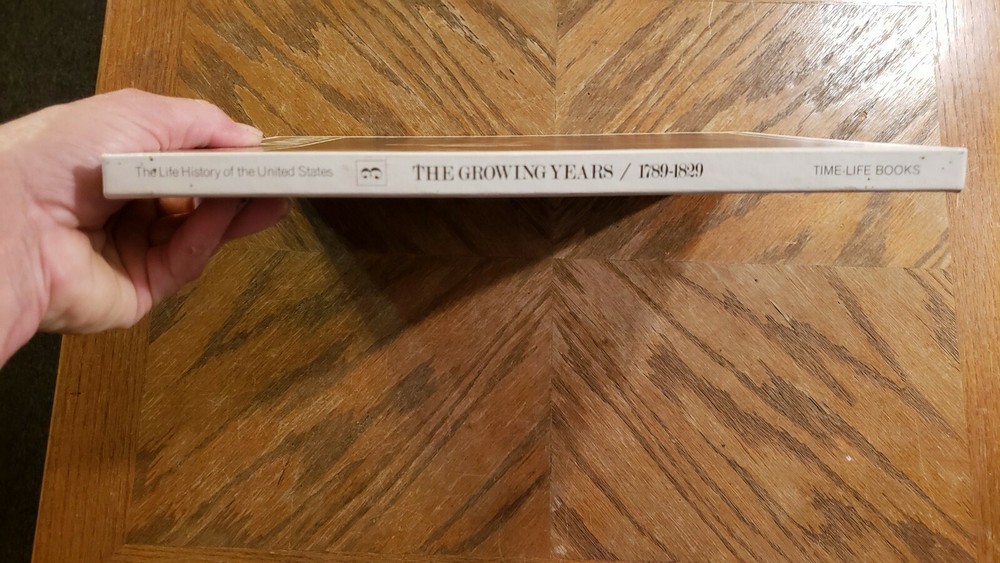 The Life History of the United States 3 THE GROWING YEARS / 1789-1829 TIME-LIFE BOOKS